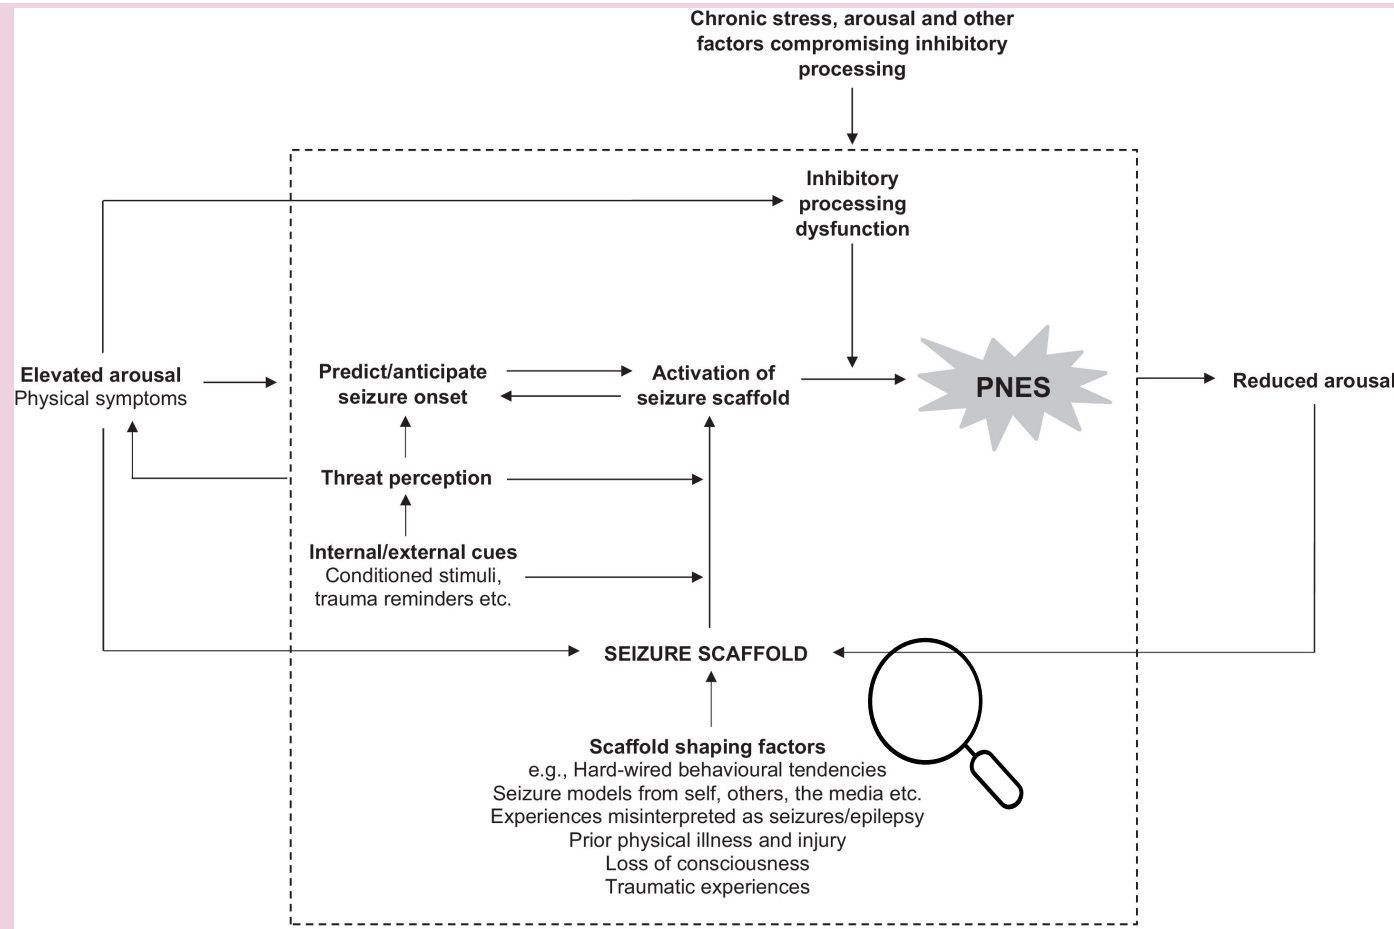 Chronic stress, arousal and other
factors compromising inhibitory
processing
Inhibitory
processing
dysfunction
Elevated arousal
Physical symptoms
Predict/anticipate
seizure onset
Activation of
seizure scaffold
PNES
Reduced arousal
Threat perception
Internal/external cues
Conditioned stimuli,
trauma reminders etc.
SEIZURE SCAFFOLD
Scaffold shaping factors
e.g., Hard-wired behavioural tendencies
Seizure models from self, others, the media etc.
Experiences misinterpreted as seizures/epilepsy
Prior physical illness and injury
Loss of consciousness
Traumatic experiences